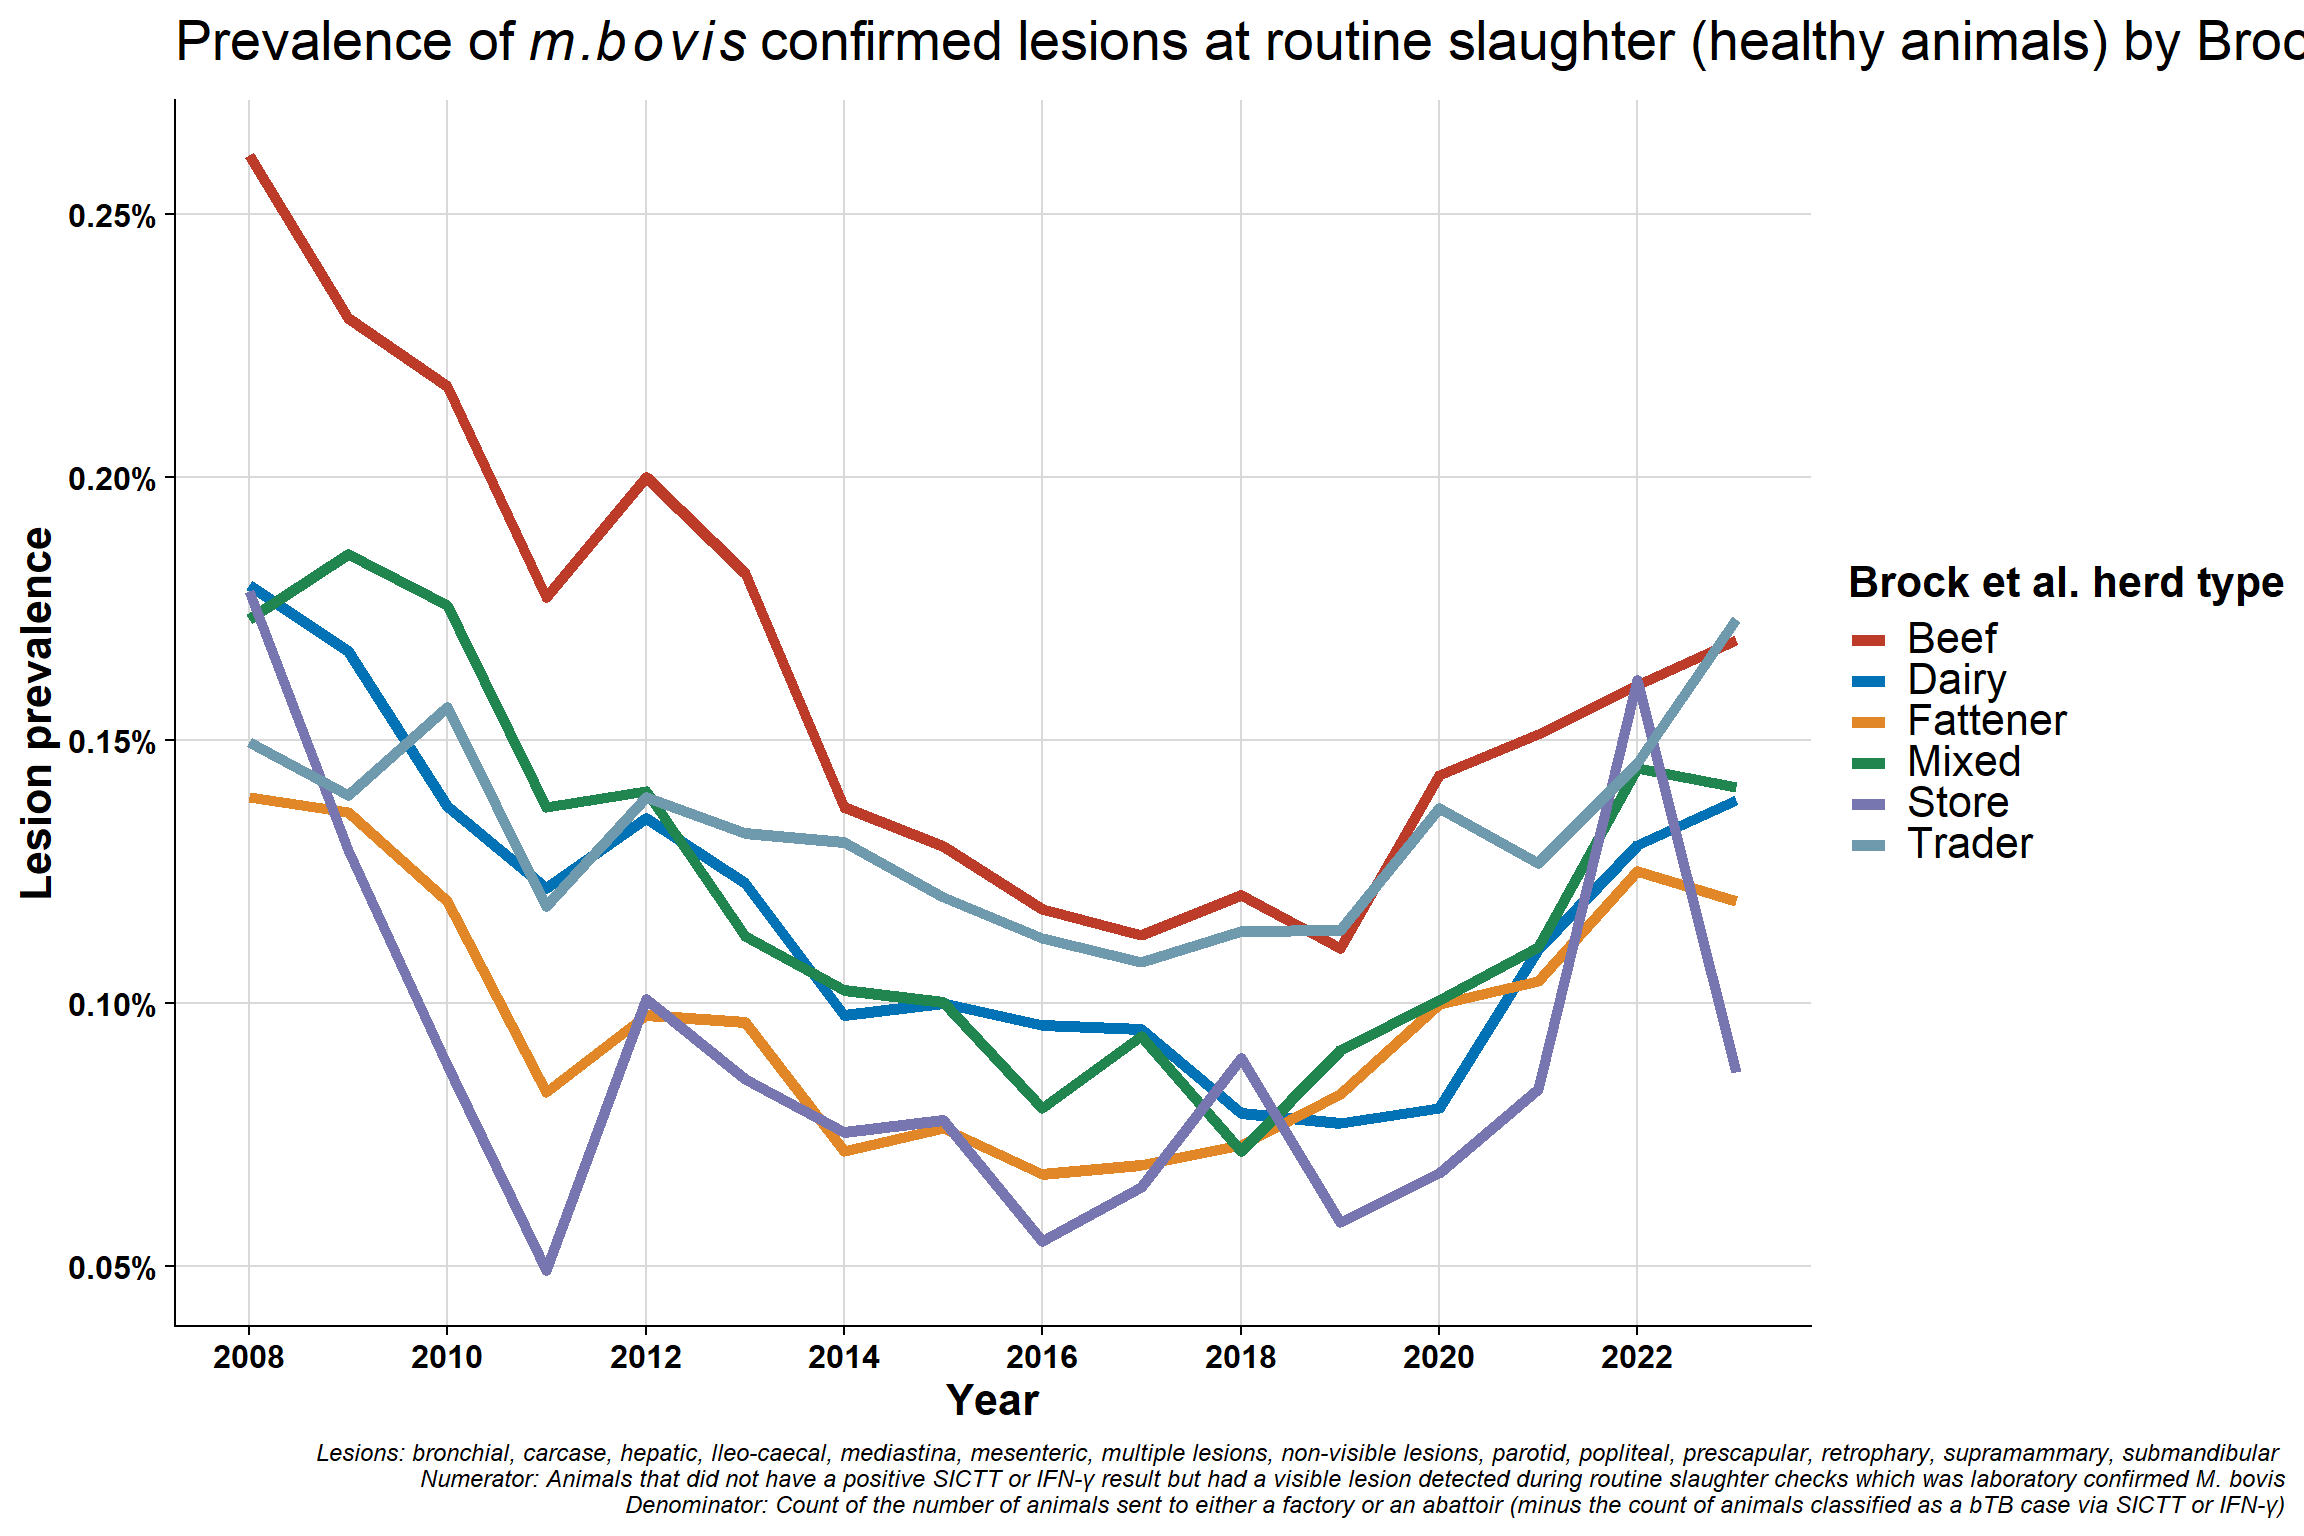 Prevalence of m.bovis confirmed lesions at routine slaughter (healthy animals) by Broc
0.25%
0.20%
0.15%
0.10%
0.05%
Lesion prevalence
2008 2010 2012 2014 2016 2018 2020 2022
Year
Brock et al. herd type
Beef
Dairy
Fattener
Mixed
Store
Trader
Lesions: bronchial, carcase, hepatic, Ileo-caecal, mediastina, mesenteric, multiple lesions, non-visible lesions, parotid, popliteal, prescapular, retrophary, supramammary, submandibular
Numerator: Animals that did not have a positive SICTT or IFN-γ result but had a visible lesion detected during routine slaughter checks which was laboratory confirmed M. bovis
Denominator: Count of the number of animals sent to either a factory or an abattoir (minus the count of animals classified as a bTB case via SICTT or IFN-γ)